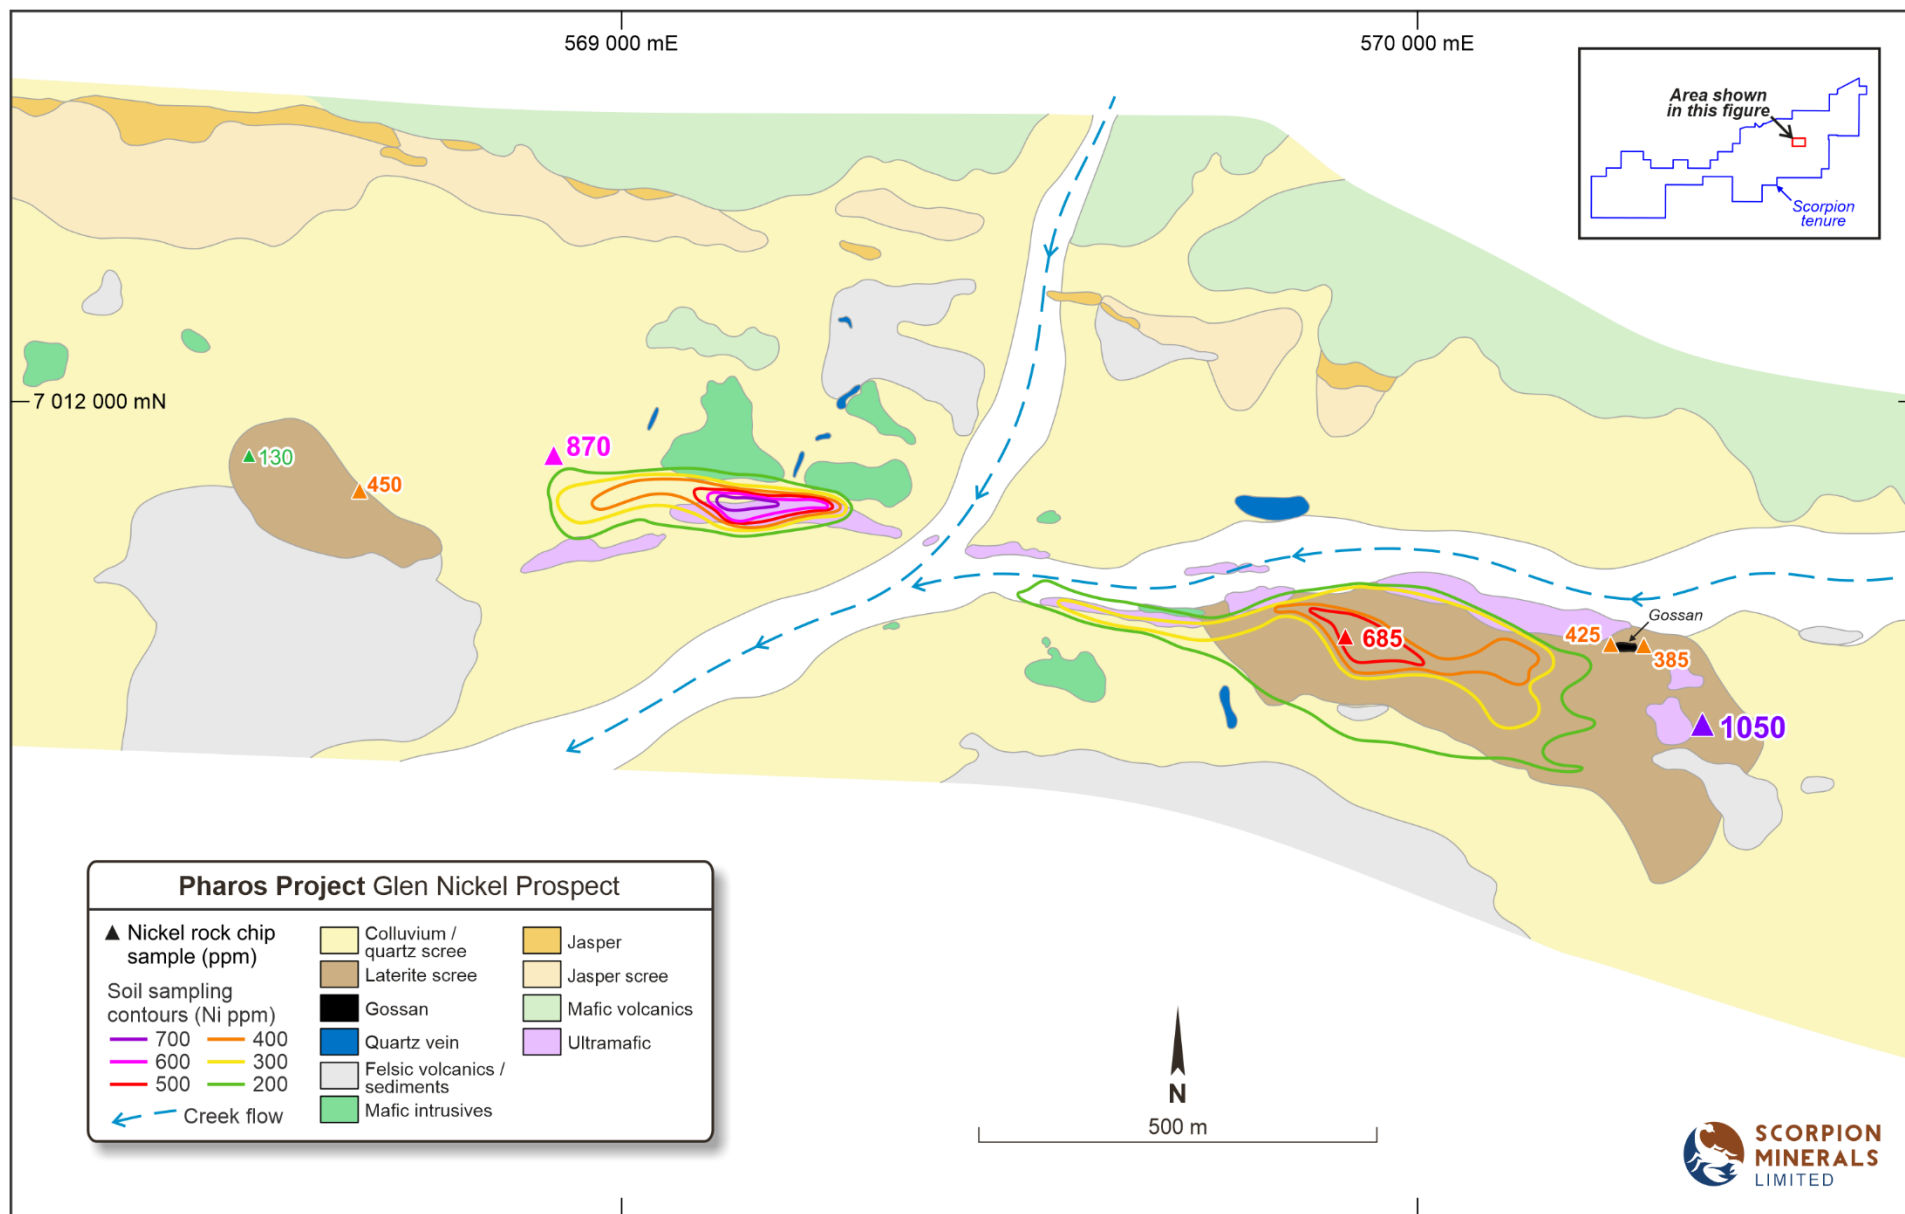 569 000 mE
570 000 mE
Area shown
in this figure
Scorpion
tenure
7 012 000 mN
870
130
450
Gossan
425
685
385
1050
Pharos Project Glen Nickel Prospect
Nickel rock chip
sample (ppm)
Soil sampling
contours (Ni ppm)
700
400
600
300
500
200
Creek flow
Colluvium /
quartz scree
Laterite scree
Gossan
Quartz vein
Felsic volcanics /
sediments
Mafic intrusives
Jasper
Jasper scree
Mafic volcanics
Ultramafic
N
500 m
SCORPION
MINERALS
LIMITED